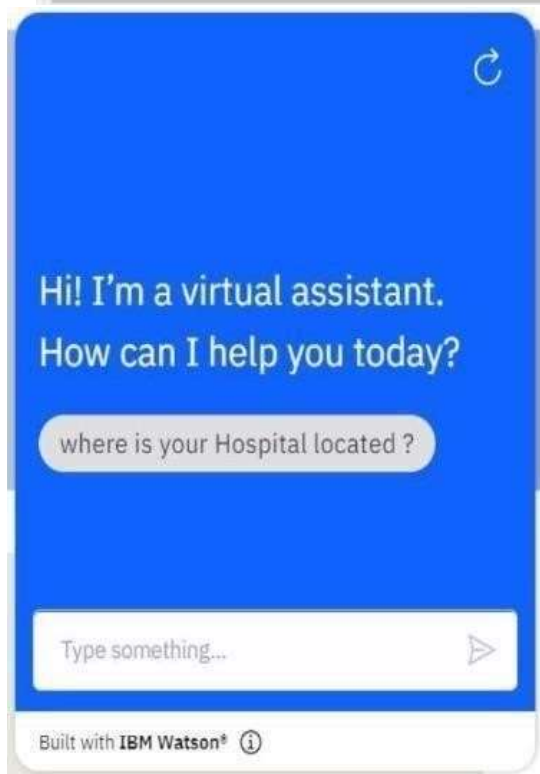 Hi! I'm a virtual assistant.
How can I help you today?
where is your Hospital located ?
Type something...
Built with IBM Watson® ⓘ